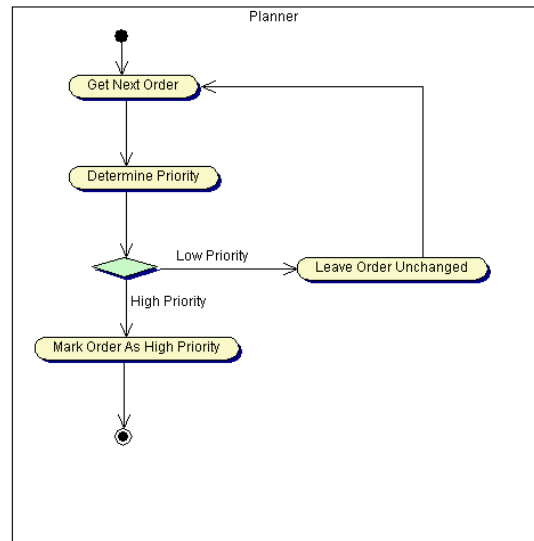 Planner
Get Next Order
Determine Priority
Low Priority
Leave Order Unchanged
High Priority
Mark Order As High Priority